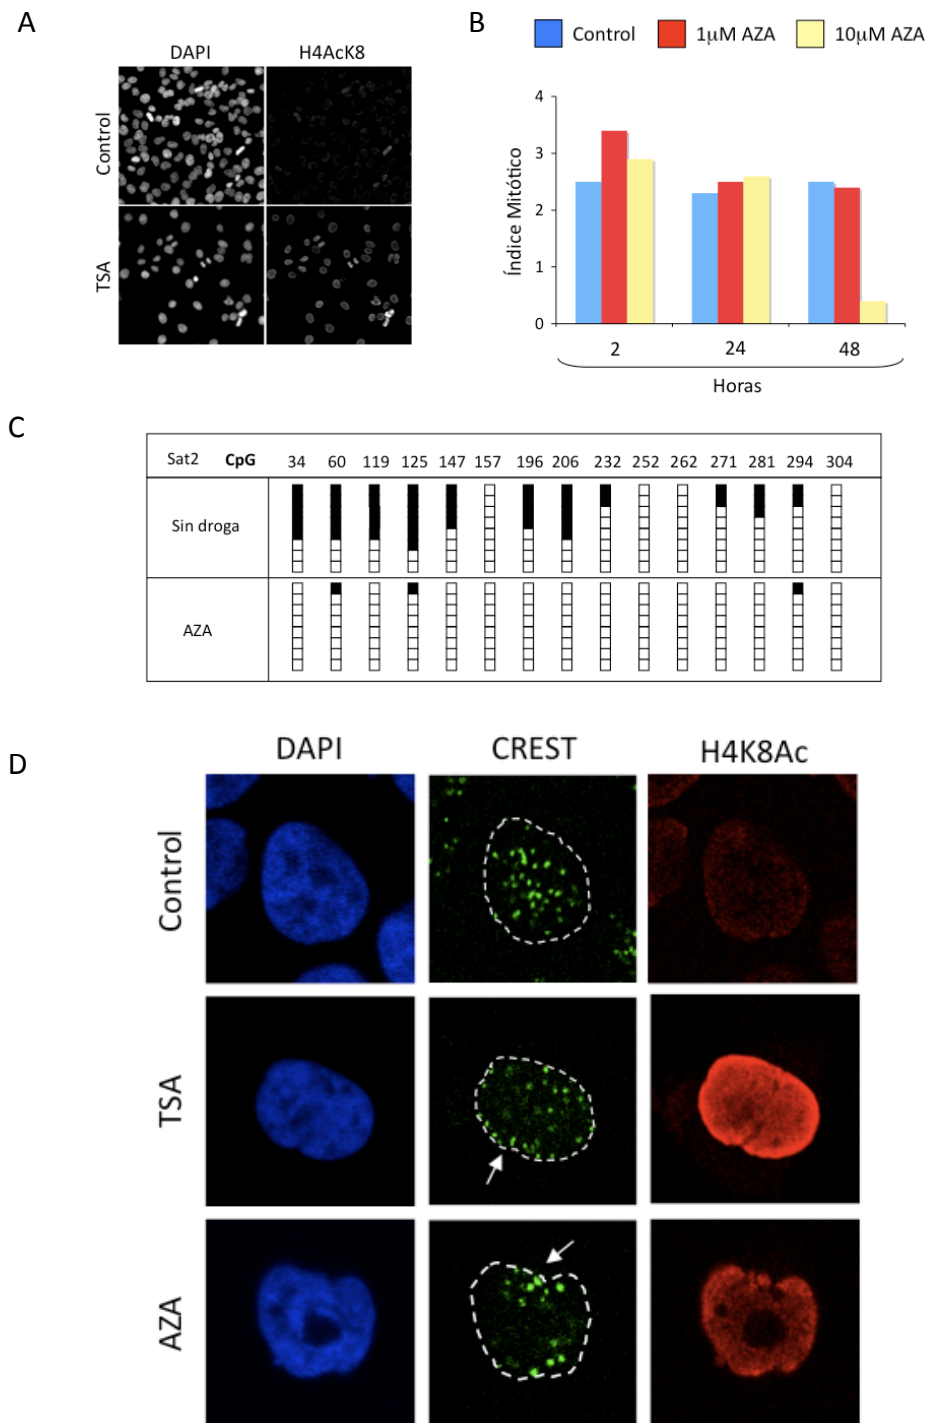 A
DAPI H4AcK8
Control
TSA
B
Control 1μM AZA 10μM AZA
Índice Mitótico
4
3
2
1
0
2 24 48
Horas
C
Sat2 CpG 34 60 119 125 147 157 196 206 232 252 262 271 281 294 304
Sin droga
AZA
D
DAPI CREST H4K8Ac
Control
TSA
AZA